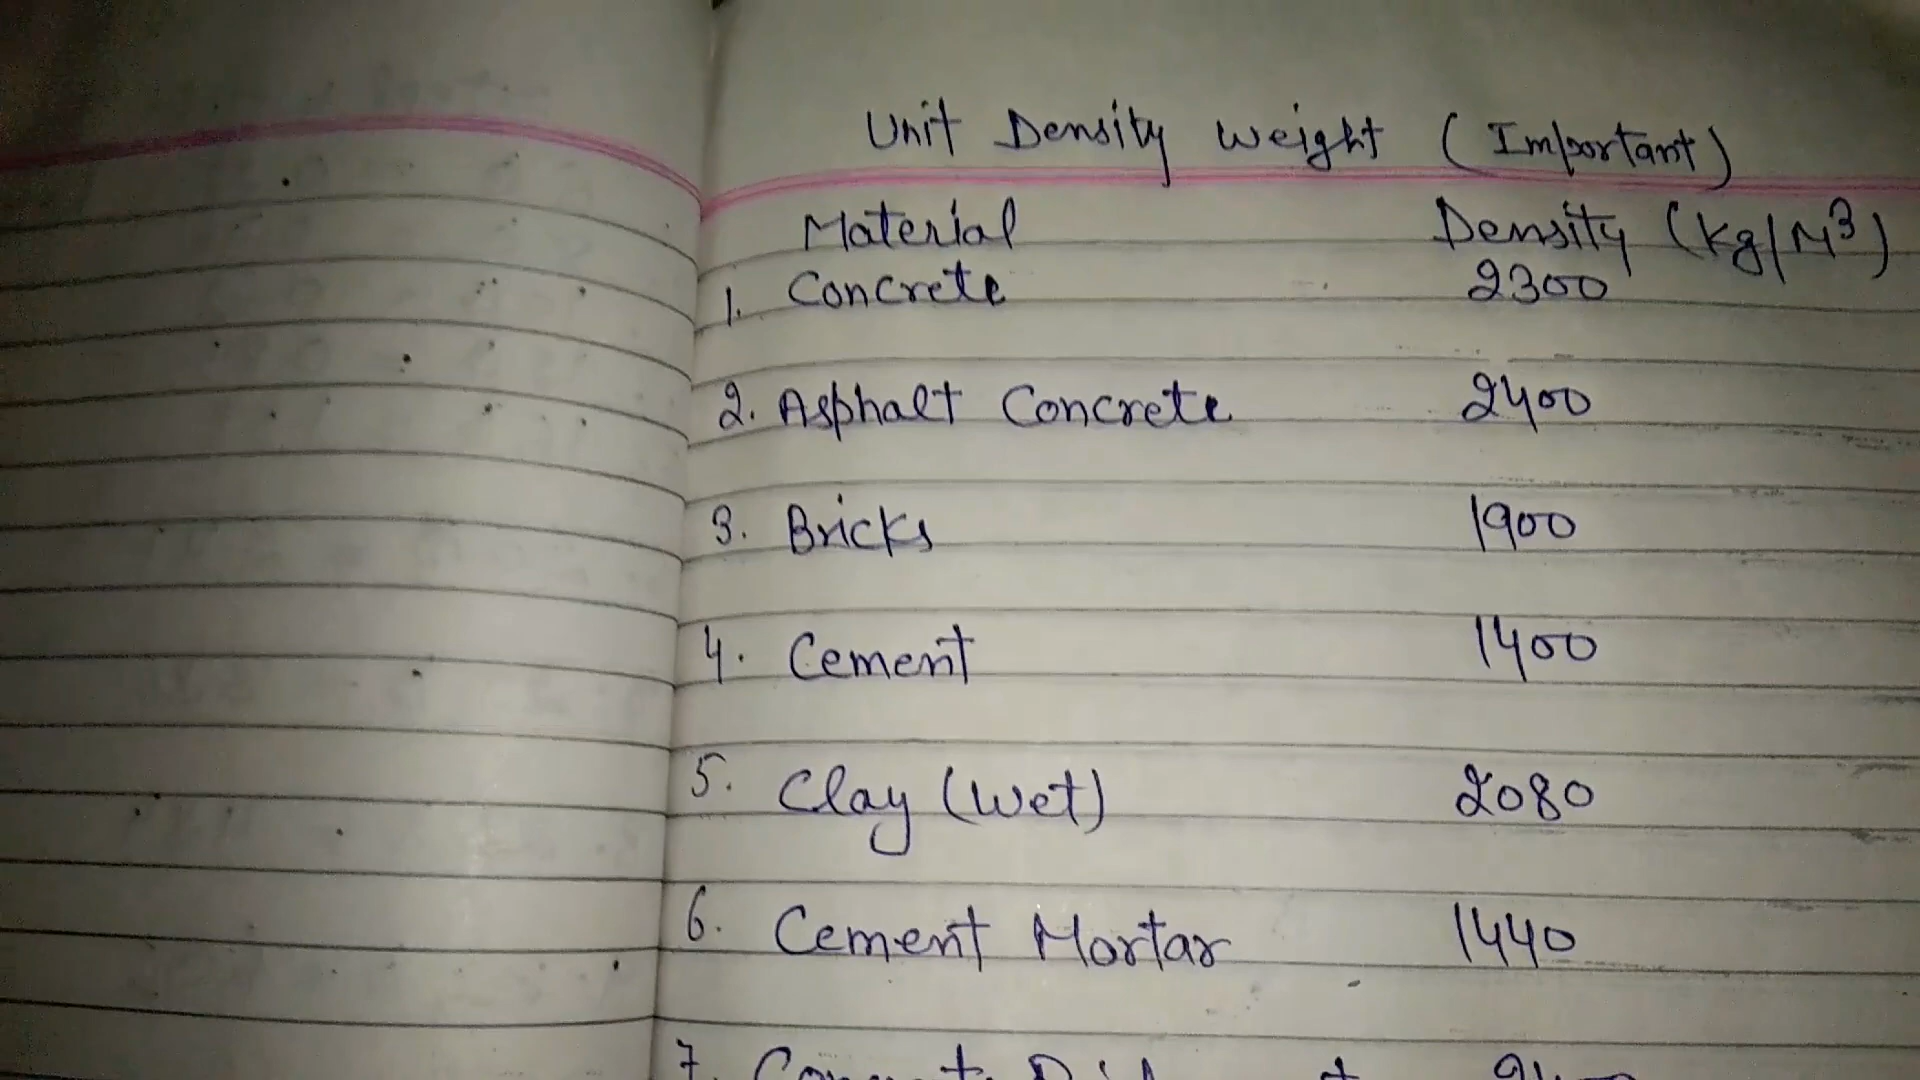 Unit Density Weight (Important)
Material Density (Kg/M³)
1. Concrete 2300
2. Asphalt Concrete 2400
3. Bricks 1900
4. Cement 1400
5. Clay (Wet) 2080
6. Cement Mortar 1440
7.